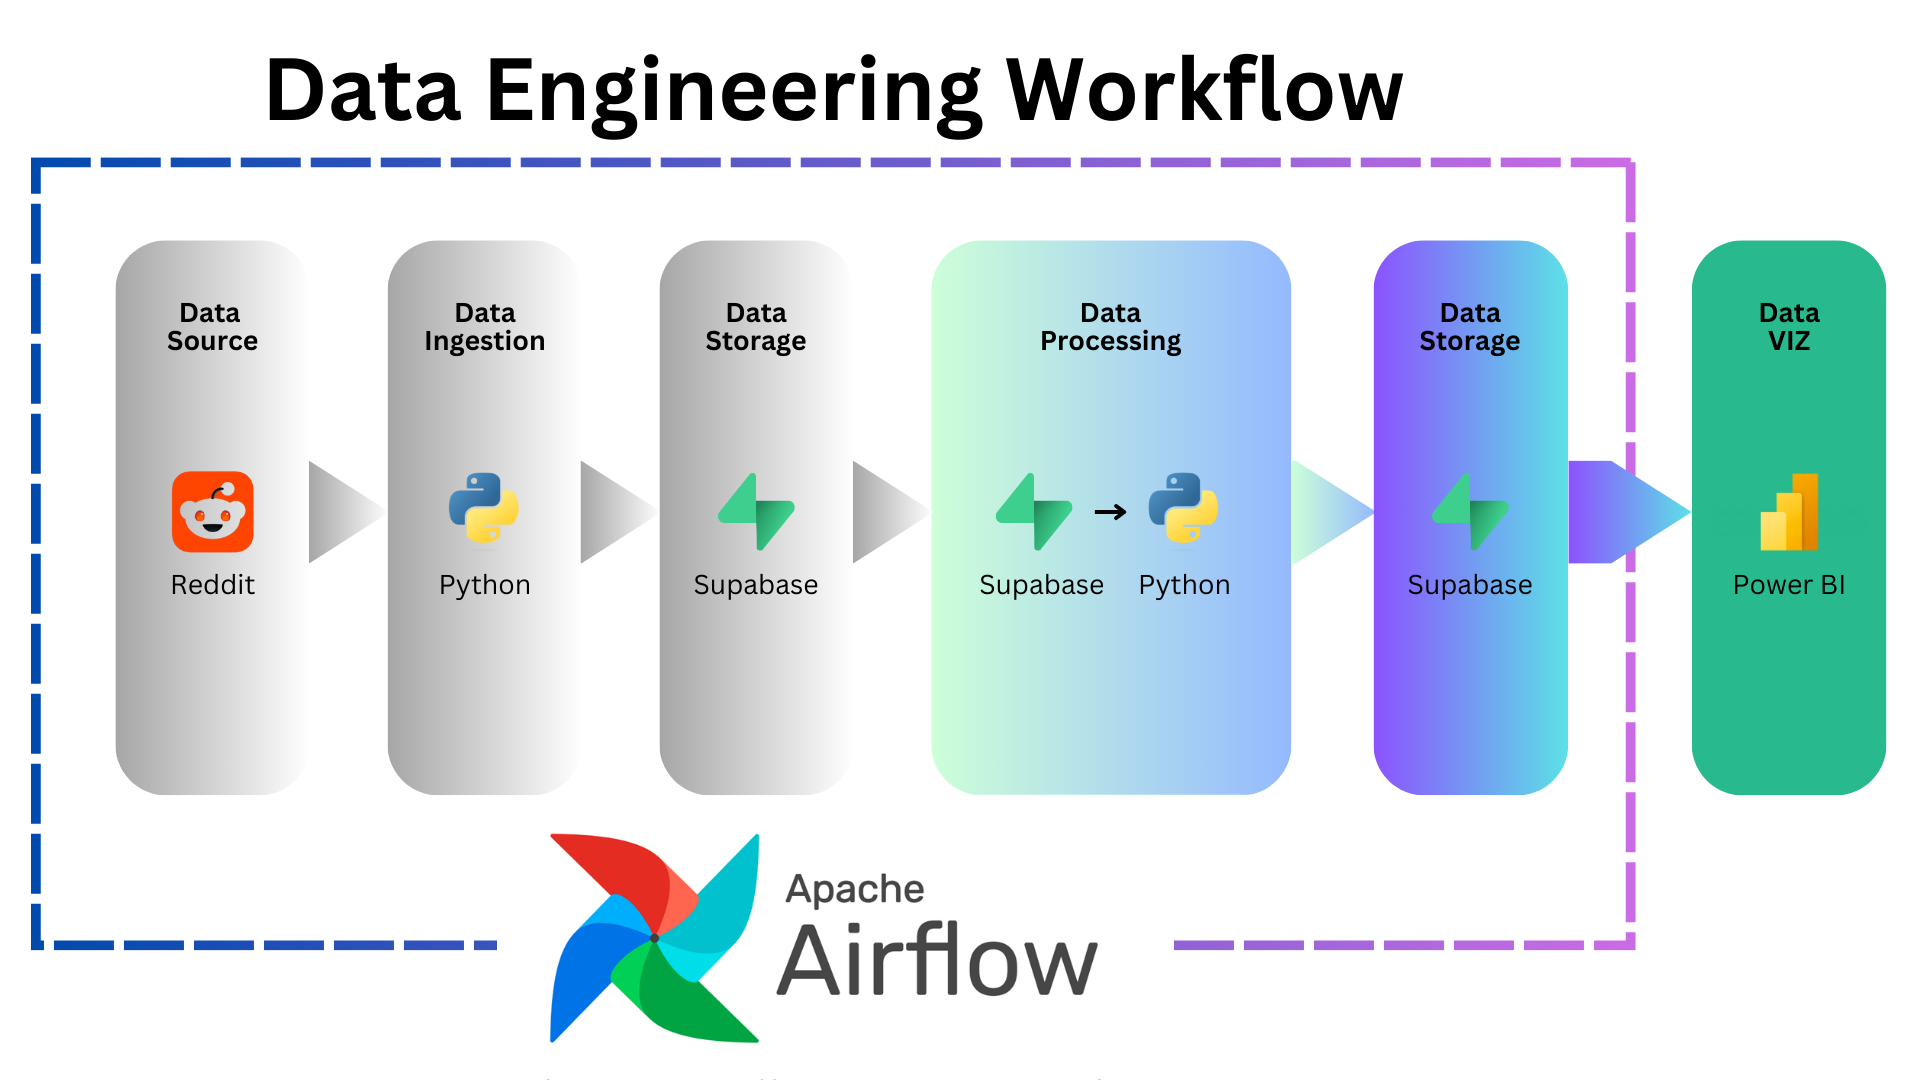 Data Engineering Workflow
Data
Source
Reddit
Data
Ingestion
Python
Data
Storage
Supabase
Data
Processing
Supabase
Python
Data
Storage
Supabase
Data
VIZ
Power BI
Apache
Airflow